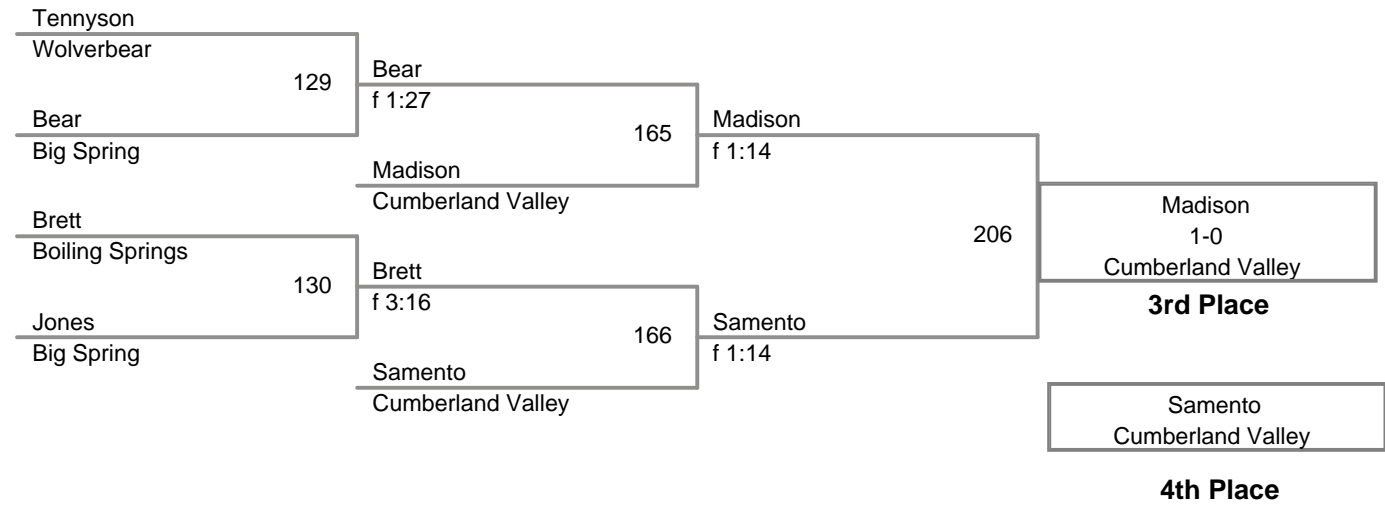 Tennyson
Wolverbear
129
Bear
Big Spring
Brett
Boiling Springs
130
Jones
Big Spring
Bear
f 1:27
165
Madison
Cumberland Valley
Brett
f 3:16
166
Samento
Cumberland Valley
Madison
f 1:14
206
Samento
f 1:14
Madison
1-0
Cumberland Valley
3rd Place
Samento
Cumberland Valley
4th Place